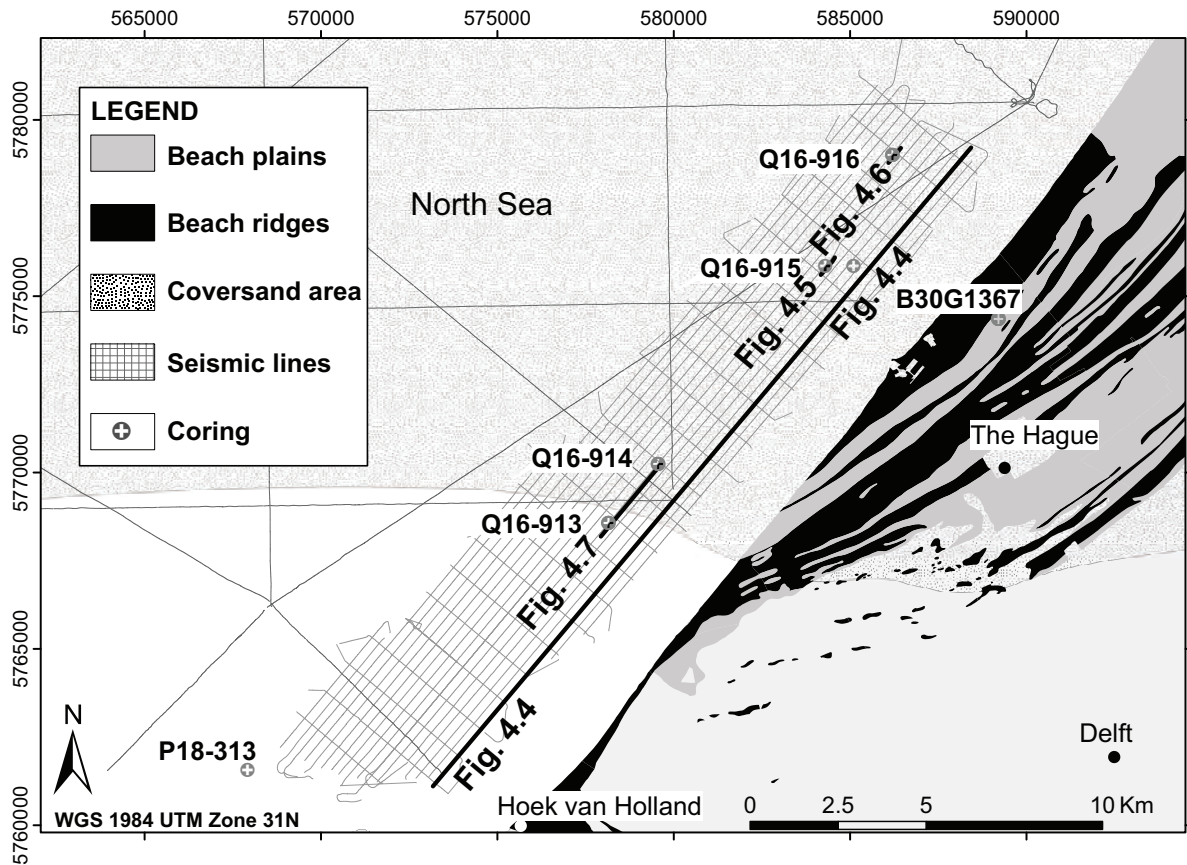 565000
570000
575000
580000
585000
590000
5780000
5775000
5770000
5765000
5760000
LEGEND
Beach plains
Beach ridges
Coversand area
Seismic lines
Coring
North Sea
Q16-916
Fig. 4.6
Q16-915
Fig. 4.5
Fig. 4.4
B30G1367
The Hague
Q16-914
Q16-913
Fig. 4.7
Fig. 4.4
P18-313
N
WGS 1984 UTM Zone 31N
Hoek van Holland
Delft
0 2.5 5 10 Km